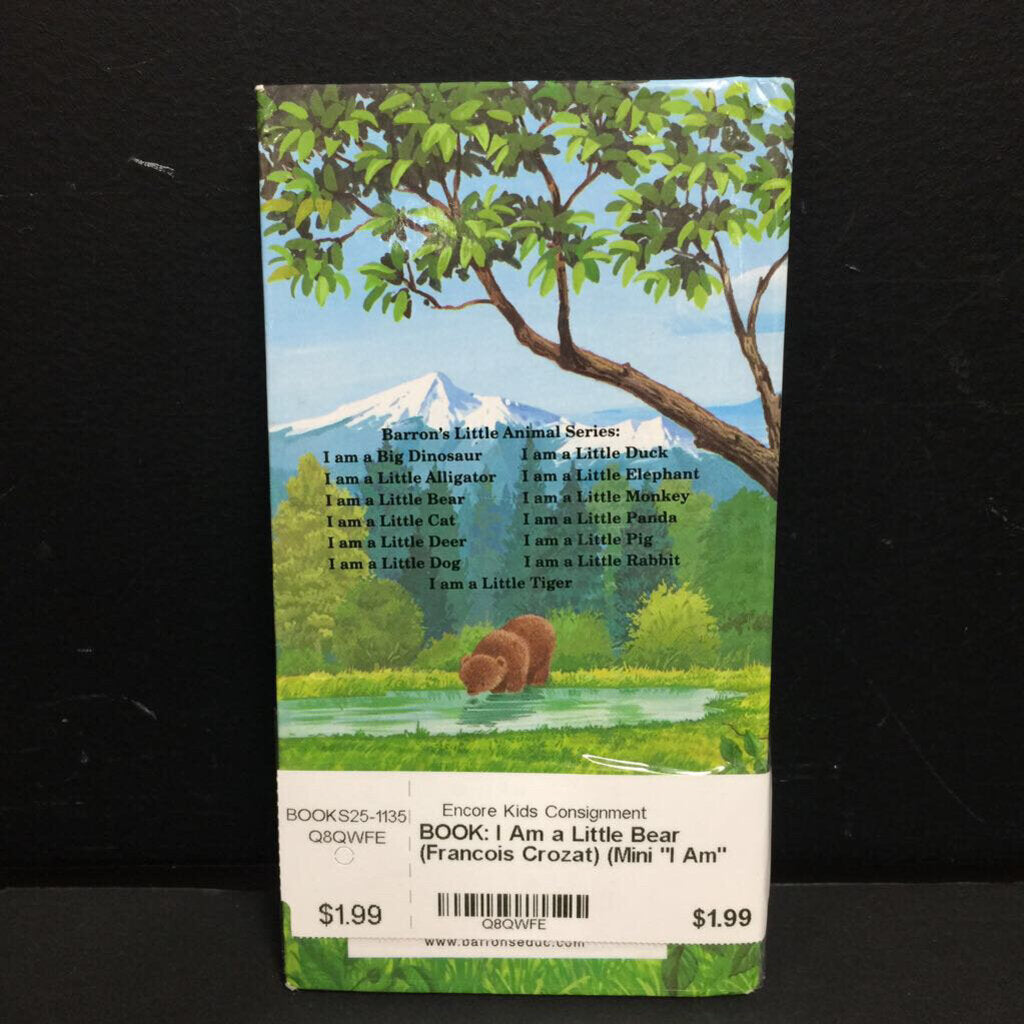 Barron's Little Animal Series:
I am a Big Dinosaur
I am a Little Alligator
I am a Little Bear
I am a Little Cat
I am a Little Deer
I am a Little Dog
I am a Little Duck
I am a Little Elephant
I am a Little Monkey
I am a Little Panda
I am a Little Pig
I am a Little Rabbit
I am a Little Tiger
BOOKS25-1135
Q8QWFE
$1.99
Encore Kids Consignment
BOOK: I Am a Little Bear
(Francois Crozat) (Mini "I Am"
Q8QWFE
$1.99
www.barronseduc.com